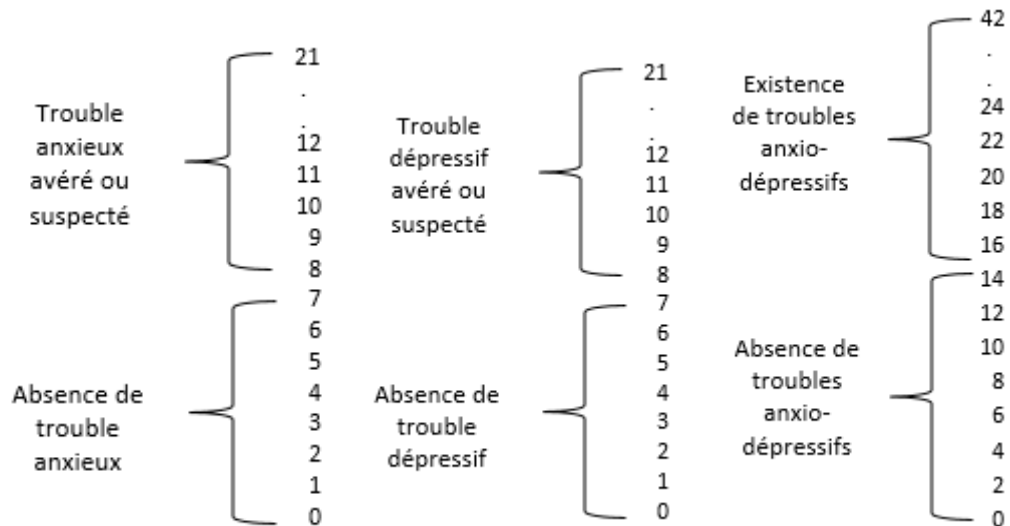 Trouble
anxieux
avéré ou
suspecté
21
.
.
12
11
10
9
8
Absence de
trouble
anxieux
7
6
5
4
3
2
1
0
Trouble
dépressif
avéré ou
suspecté
21
.
.
12
11
10
9
8
Absence de
trouble
dépressif
7
6
5
4
3
2
1
0
Existence
de troubles
anxio-
dépressifs
42
.
.
24
22
20
18
16
Absence de
troubles
anxio-
dépressifs
14
12
10
8
6
4
2
0